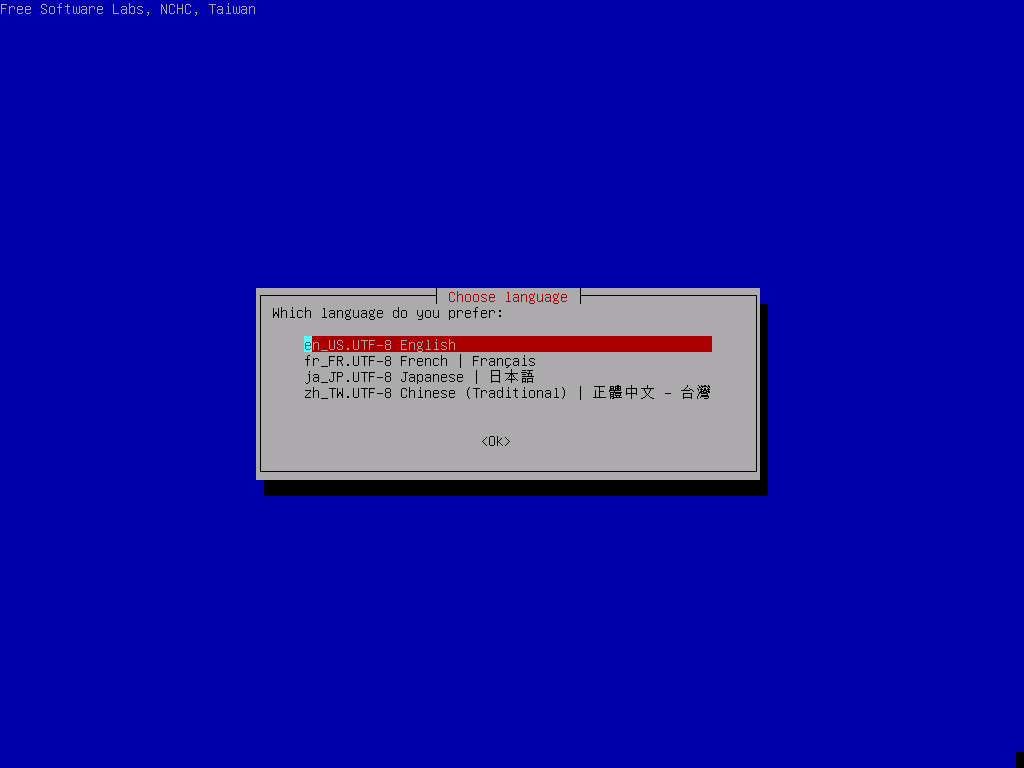 Free Software Labs, NCHC, Taiwan
Choose language
Which language do you prefer:
en_US.UTF-8 English
fr_FR.UTF-8 French | Français
ja_JP.UTF-8 Japanese | 日本語
zh_TW.UTF-8 Chinese (Traditional) | 正體中文 - 台灣
<Ok>